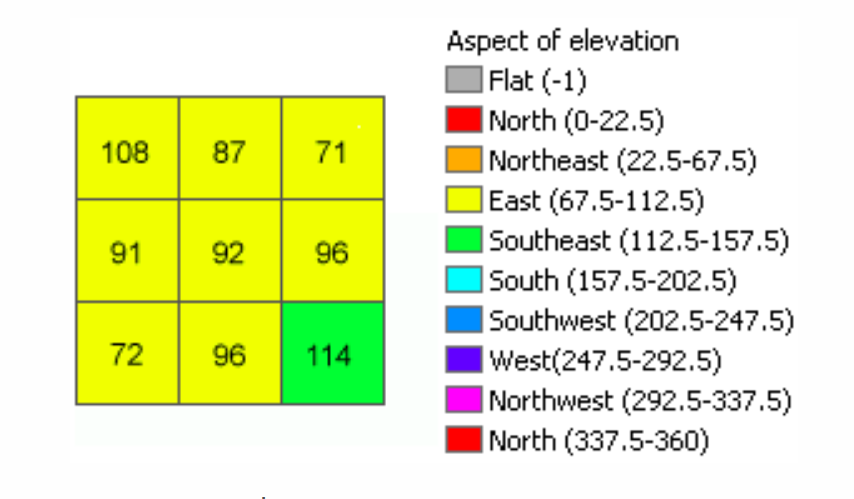 Aspect of elevation
Flat (-1)
North (0-22.5)
Northeast (22.5-67.5)
East (67.5-112.5)
Southeast (112.5-157.5)
South (157.5-202.5)
Southwest (202.5-247.5)
West(247.5-292.5)
Northwest (292.5-337.5)
North (337.5-360)
108 87 71
91 92 96
72 96 114